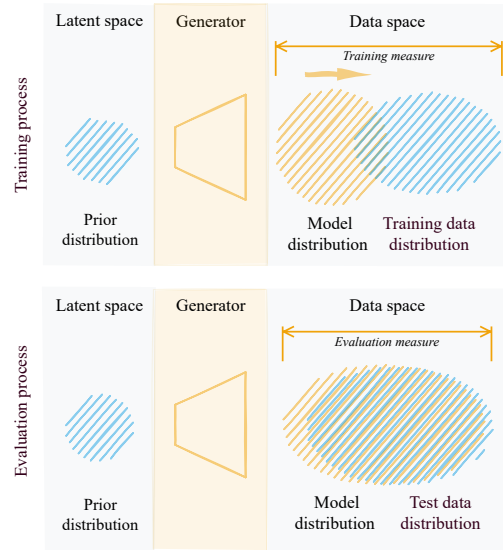 Latent space
Generator
Data space
Training measure
Training process
Prior
distribution
Model
distribution
Training data
distribution
Latent space
Generator
Data space
Evaluation measure
Evaluation process
Prior
distribution
Model
distribution
Test data
distribution